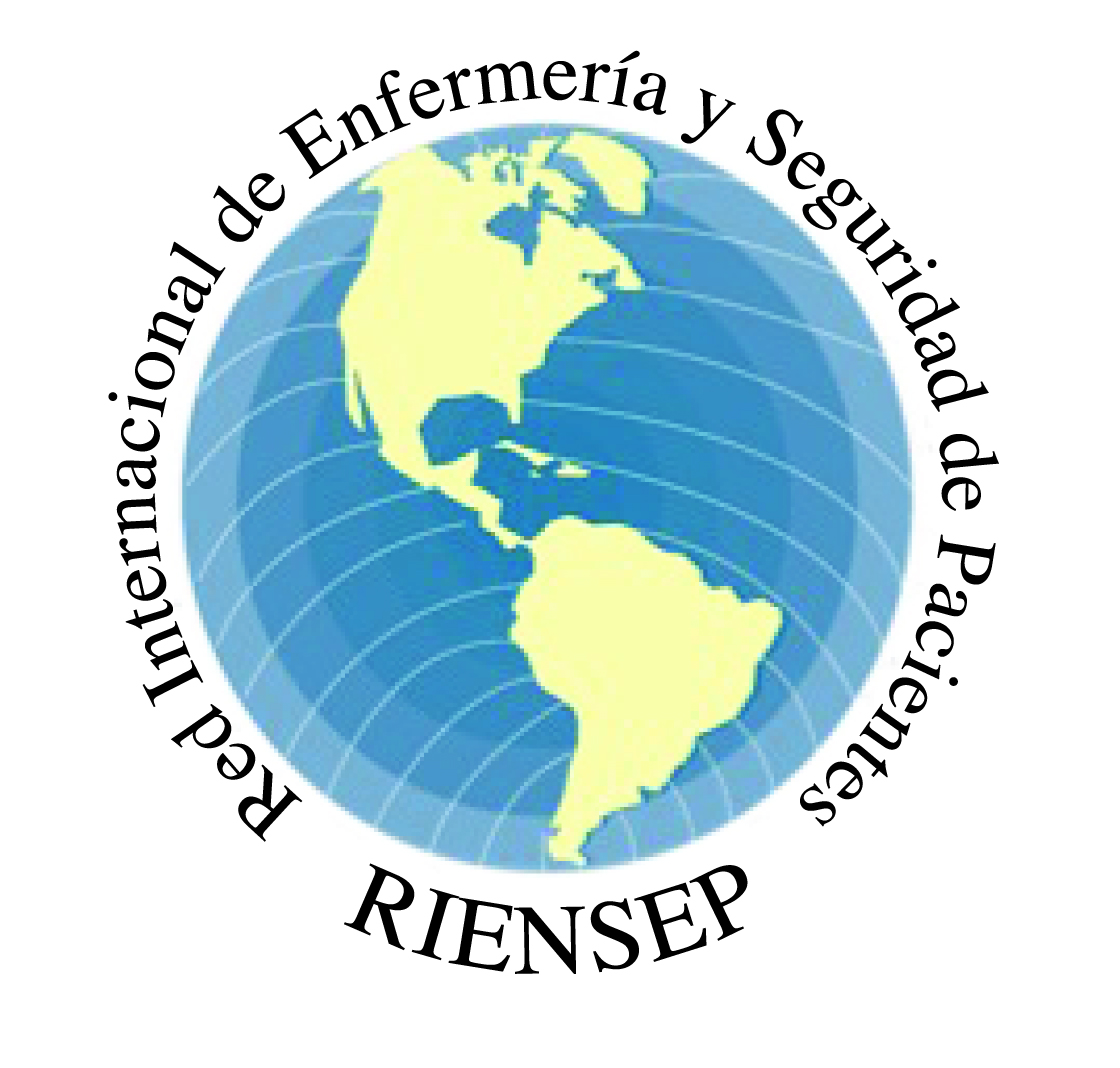 Red Internacional de Enfermería y Seguridad de Pacientes
RIENSEP